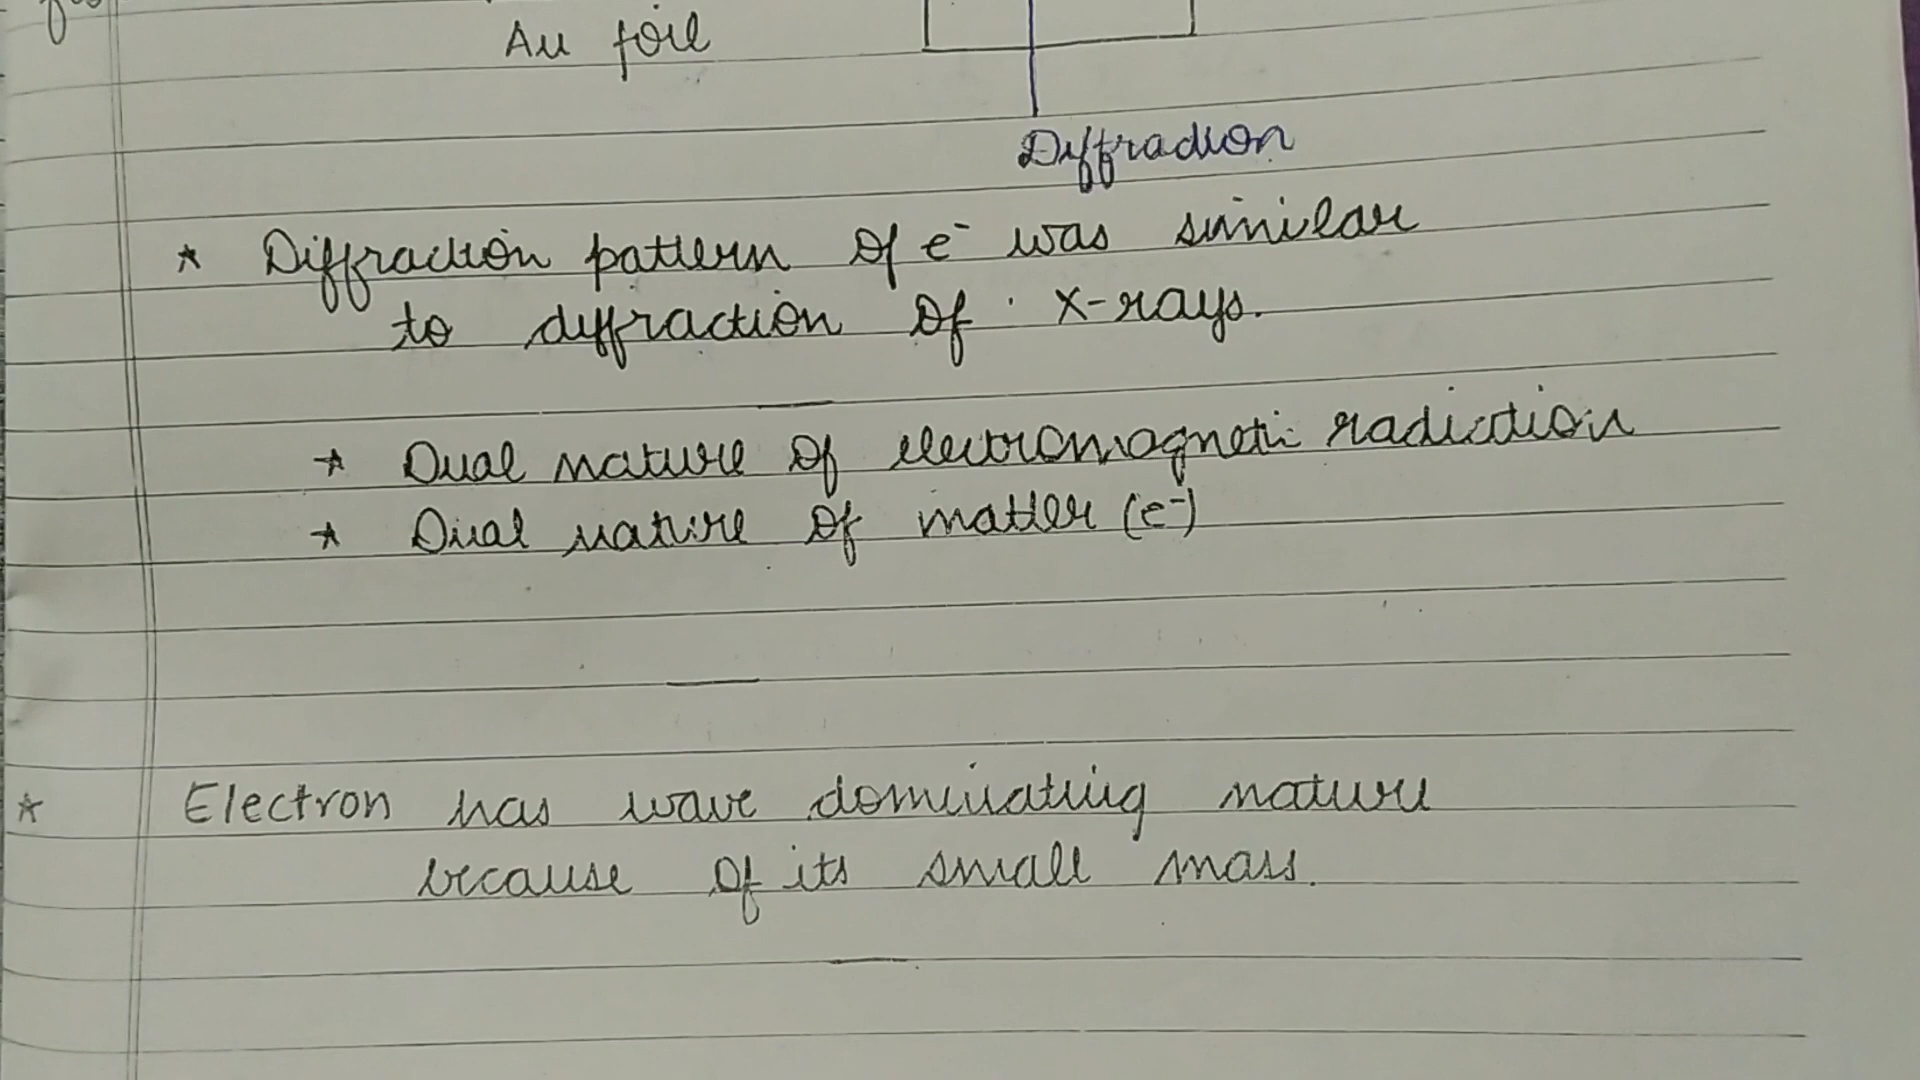 Au foil
Diffraction
* Diffraction pattern of e⁻ was similar
to diffraction of x-rays.
* Dual nature of electromagnetic radiation
* Dual nature of matter (e⁻)
* Electron has wave dominating nature
because of its small mass.